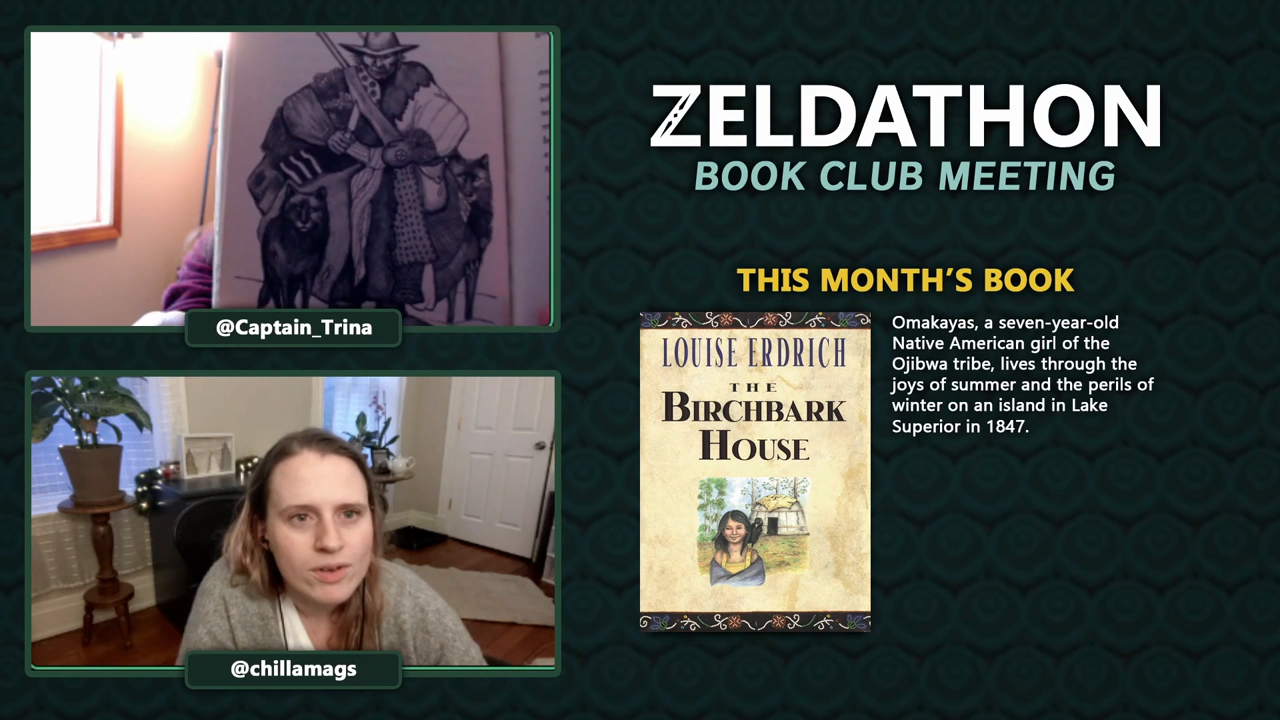 ZELDATHON
BOOK CLUB MEETING
THIS MONTH'S BOOK
LOUISE ERDRICH
THE
BIRCHBARK
HOUSE
Omakayas, a seven-year-old
Native American girl of the
Ojibwa tribe, lives through the
joys of summer and the perils of
winter on an island in Lake
Superior in 1847.
@Captain_Trina
@chillamags